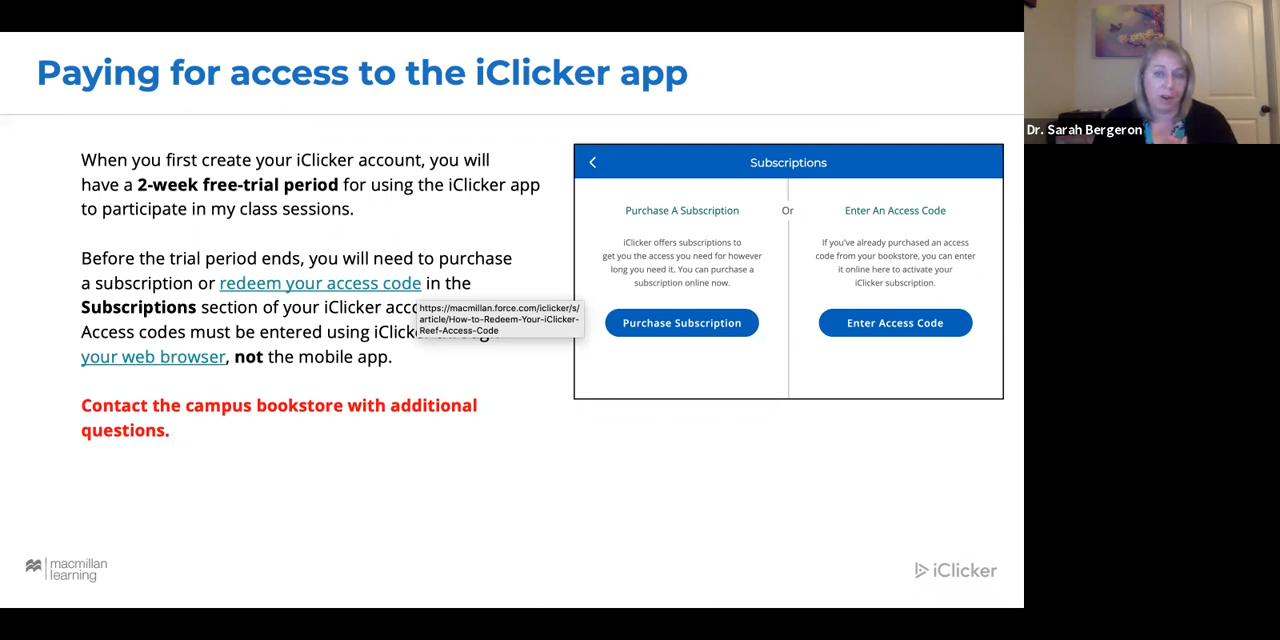 Paying for access to the iClicker app
Dr. Sarah Bergeron
When you first create your iClicker account, you will
have a 2-week free-trial period for using the iClicker app
to participate in my class sessions.
Before the trial period ends, you will need to purchase
a subscription or redeem your access code in the
Subscriptions section of your iClicker
Access codes must be entered using
your web browser, not the mobile app.
https://macmillan.force.com/iclicker/s/
article/How-to-Redeem-Your-iClicker-
Reef-Access-Code
Contact the campus bookstore with additional
questions.
Subscriptions
Purchase A Subscription
Or
Enter An Access Code
iClicker offers subscriptions to
get you the access you need for however
long you need it. You can purchase a
subscription online now.
If you've already purchased an access
code from your bookstore, you can enter
it online here to activate your
iClicker subscription.
Purchase Subscription
Enter Access Code
macmillan
learning
iClicker